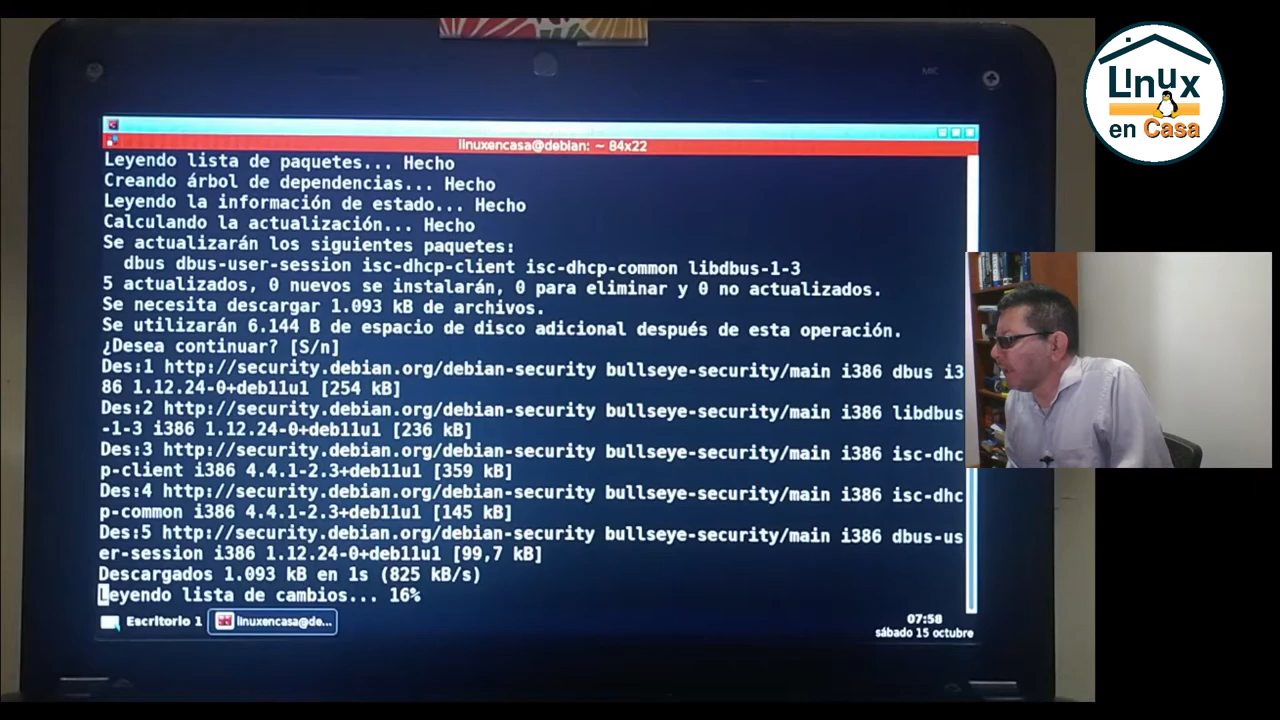 MIC
Linux
en Casa
linuxencasa@debian: ~ 84x22
Leyendo lista de paquetes... Hecho
Creando árbol de dependencias... Hecho
Leyendo la información de estado... Hecho
Calculando la actualización... Hecho
Se actualizarán los siguientes paquetes:
dbus dbus-user-session isc-dhcp-client isc-dhcp-common libdbus-1-3
5 actualizados, 0 nuevos se instalarán, 0 para eliminar y 0 no actualizados.
Se necesita descargar 1.093 kB de archivos.
Se utilizarán 6.144 B de espacio de disco adicional después de esta operación.
¿Desea continuar? [S/n]
Des:1 http://security.debian.org/debian-security bullseye-security/main i386 dbus i3
86 1.12.24-0+deb11u1 [254 kB]
Des:2 http://security.debian.org/debian-security bullseye-security/main i386 libdbus
-1-3 i386 1.12.24-0+deb11u1 [236 kB]
Des:3 http://security.debian.org/debian-security bullseye-security/main i386 isc-dhc
p-client i386 4.4.1-2.3+deb11u1 [359 kB]
Des:4 http://security.debian.org/debian-security bullseye-security/main i386 isc-dhc
p-common i386 4.4.1-2.3+deb11u1 [145 kB]
Des:5 http://security.debian.org/debian-security bullseye-security/main i386 dbus-us
er-session i386 1.12.24-0+deb11u1 [99,7 kB]
Descargados 1.093 kB en 1s (825 kB/s)
Leyendo lista de cambios... 16%
Escritorio 1
linuxencasa@de...
07:58
sábado 15 octubre